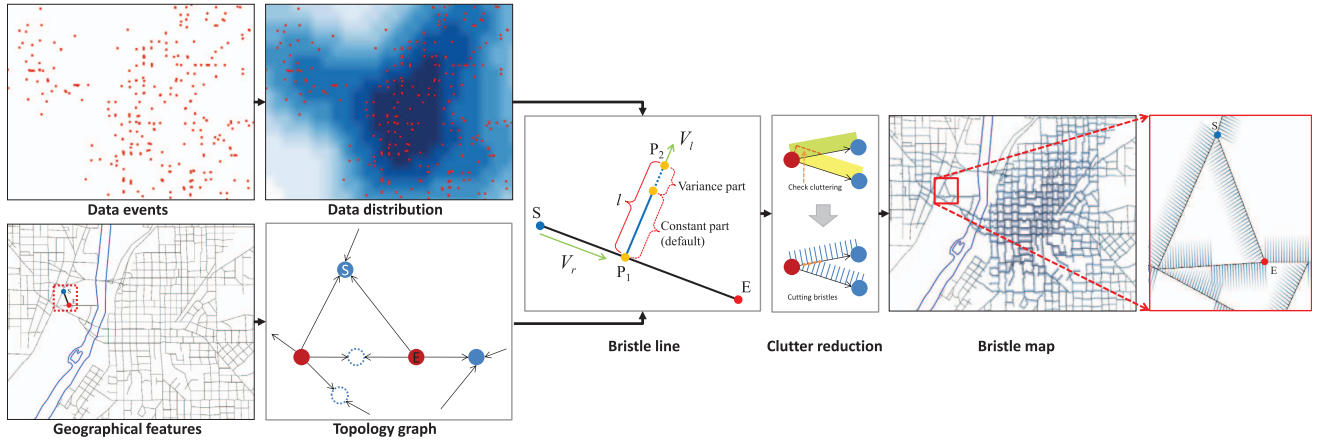 Data events
Data distribution
S
E
Geographical features
S
E
Topology graph
P2
Vl
l
Variance part
Constant part
(default)
S
Vr
P1
E
Bristle line
Check cluttering
Cutting bristles
Clutter reduction
Bristle map
S
E